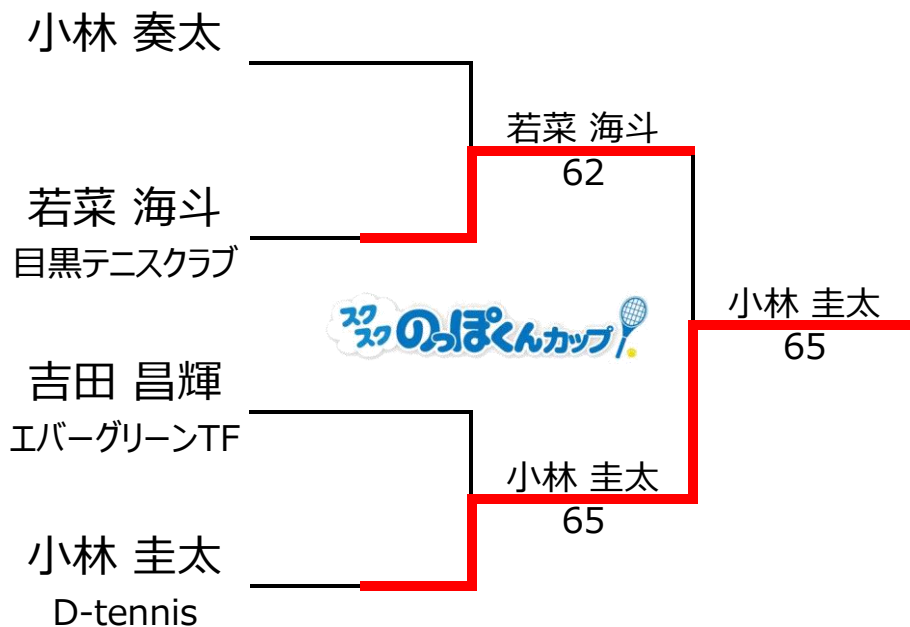 小林 奏太
若菜 海斗
62
若菜 海斗
目黒テニスクラブ
スクスク のっぽくんカップ
小林 圭太
65
吉田 昌輝
エバーグリーンTF
小林 圭太
65
小林 圭太
D-tennis